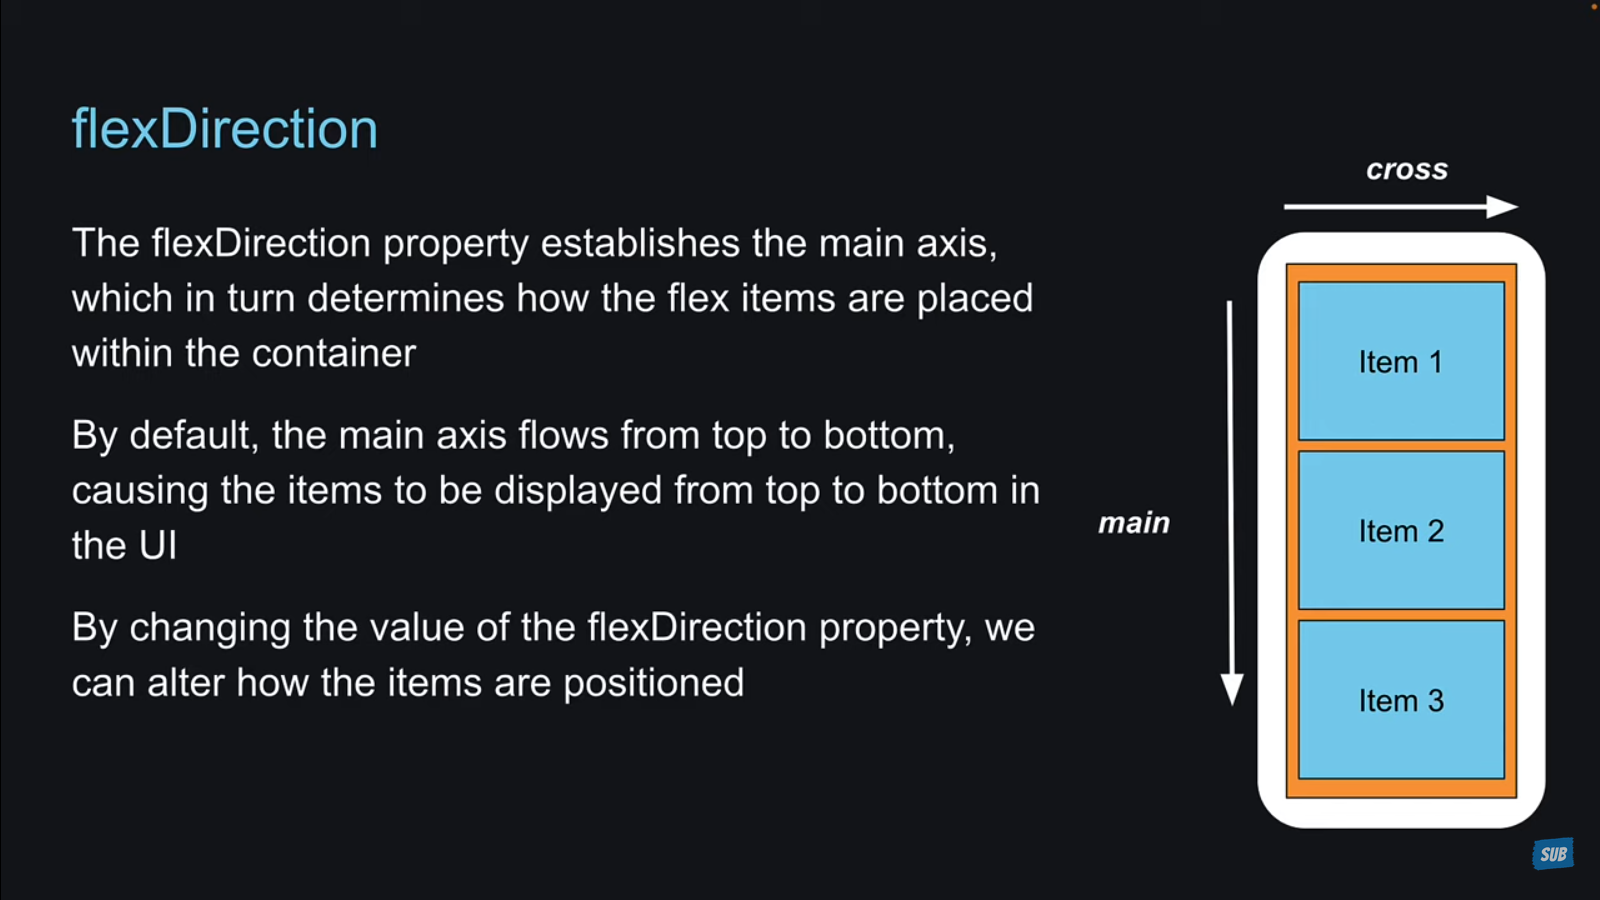 flexDirection
The flexDirection property establishes the main axis,
which in turn determines how the flex items are placed
within the container
By default, the main axis flows from top to bottom,
causing the items to be displayed from top to bottom in
the UI
By changing the value of the flexDirection property, we
can alter how the items are positioned
cross
main
Item 1
Item 2
Item 3
SUB